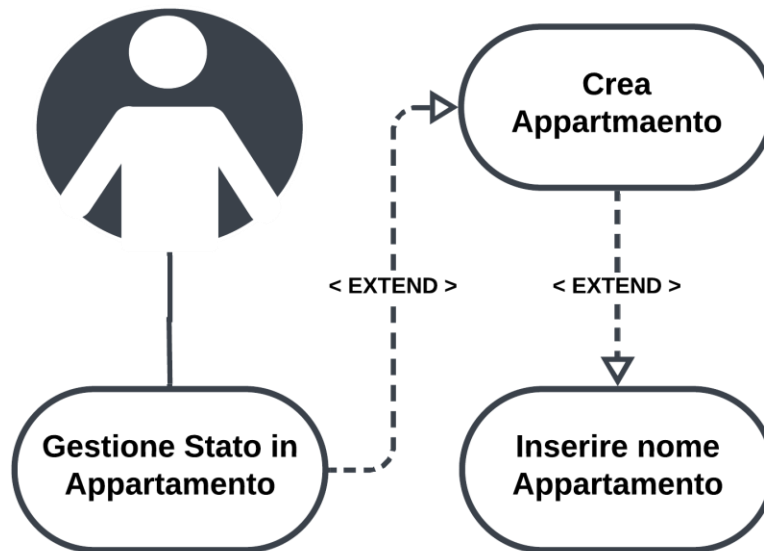 Crea
Appartmaento
< EXTEND >
< EXTEND >
Gestione Stato in
Appartamento
Inserire nome
Appartamento